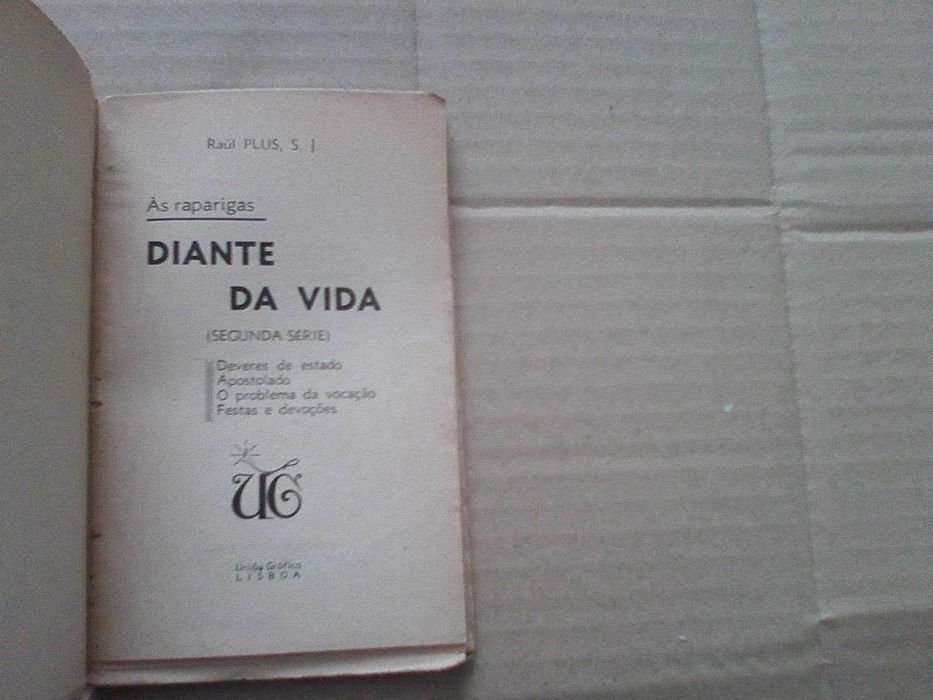 Raúl PLUS, S. J.
Às raparigas
DIANTE
DA VIDA
(SEGUNDA SERIE)
Deveres de estado
Apostolado
O problema da vocação
Festas e devoções
UG
União Gráfica
LISBOA